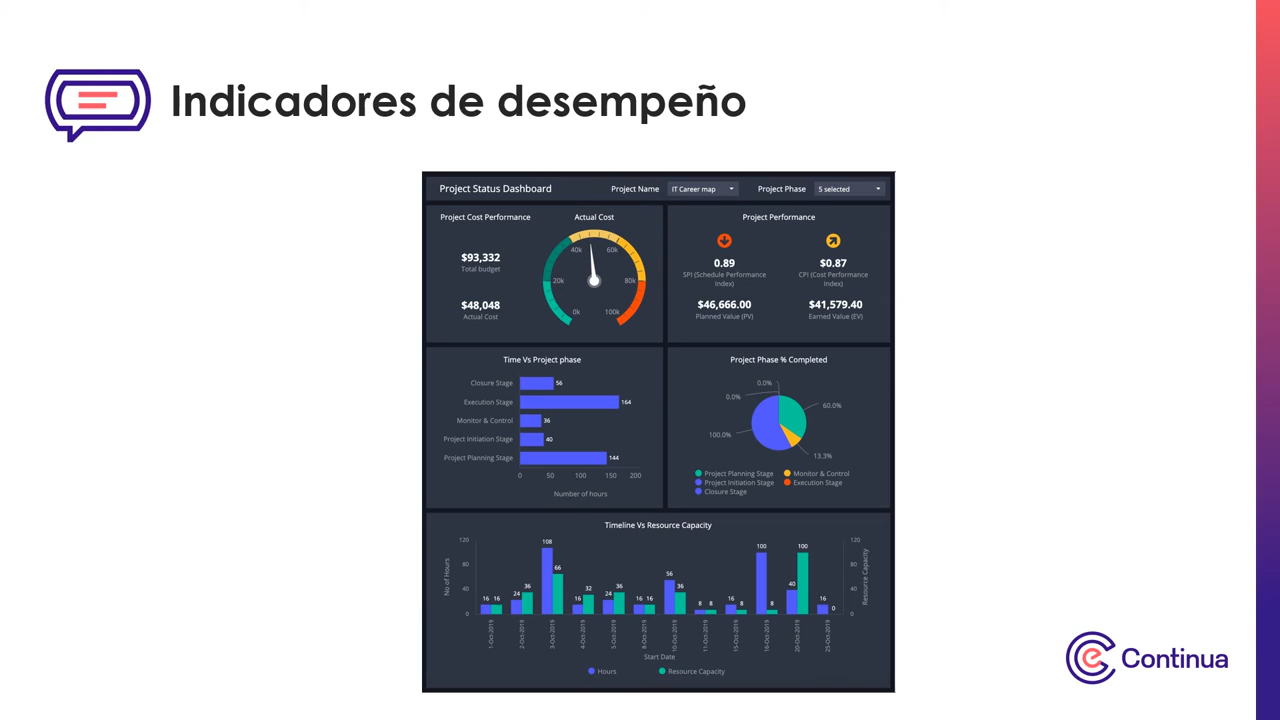 Indicadores de desempeño
Project Status Dashboard
Project Name
IT Career map
Project Phase
5 selected
Project Cost Performance
Actual Cost
$93,332
Total budget
$48,048
Actual Cost
0k
20k
40k
60k
80k
100k
Project Performance
0.89
SPI (Schedule Performance
Index)
$0.87
CPI (Cost Performance
Index)
$46,666.00
Planned Value (PV)
$41,579.40
Earned Value (EV)
Time Vs Project phase
Closure Stage 56
Execution Stage 164
Monitor & Control 36
Project Initiation Stage 40
Project Planning Stage 144
0 50 100 150 200
Number of hours
Project Phase % Completed
0.0%
0.0%
60.0%
100.0%
13.3%
Project Planning Stage
Monitor & Control
Project Initiation Stage
Execution Stage
Closure Stage
Timeline Vs Resource Capacity
No of Hours
120
80
40
0
16 16
24 36
108 66
16 32
24 36
16 16
56 36
8 8
16 8
100 8
40 100
16 0
120
80
40
0
Resource Capacity
1-Oct-2019
2-Oct-2019
3-Oct-2019
4-Oct-2019
5-Oct-2019
8-Oct-2019
10-Oct-2019
11-Oct-2019
15-Oct-2019
16-Oct-2019
20-Oct-2019
25-Oct-2019
Start Date
Hours
Resource Capacity
Continua